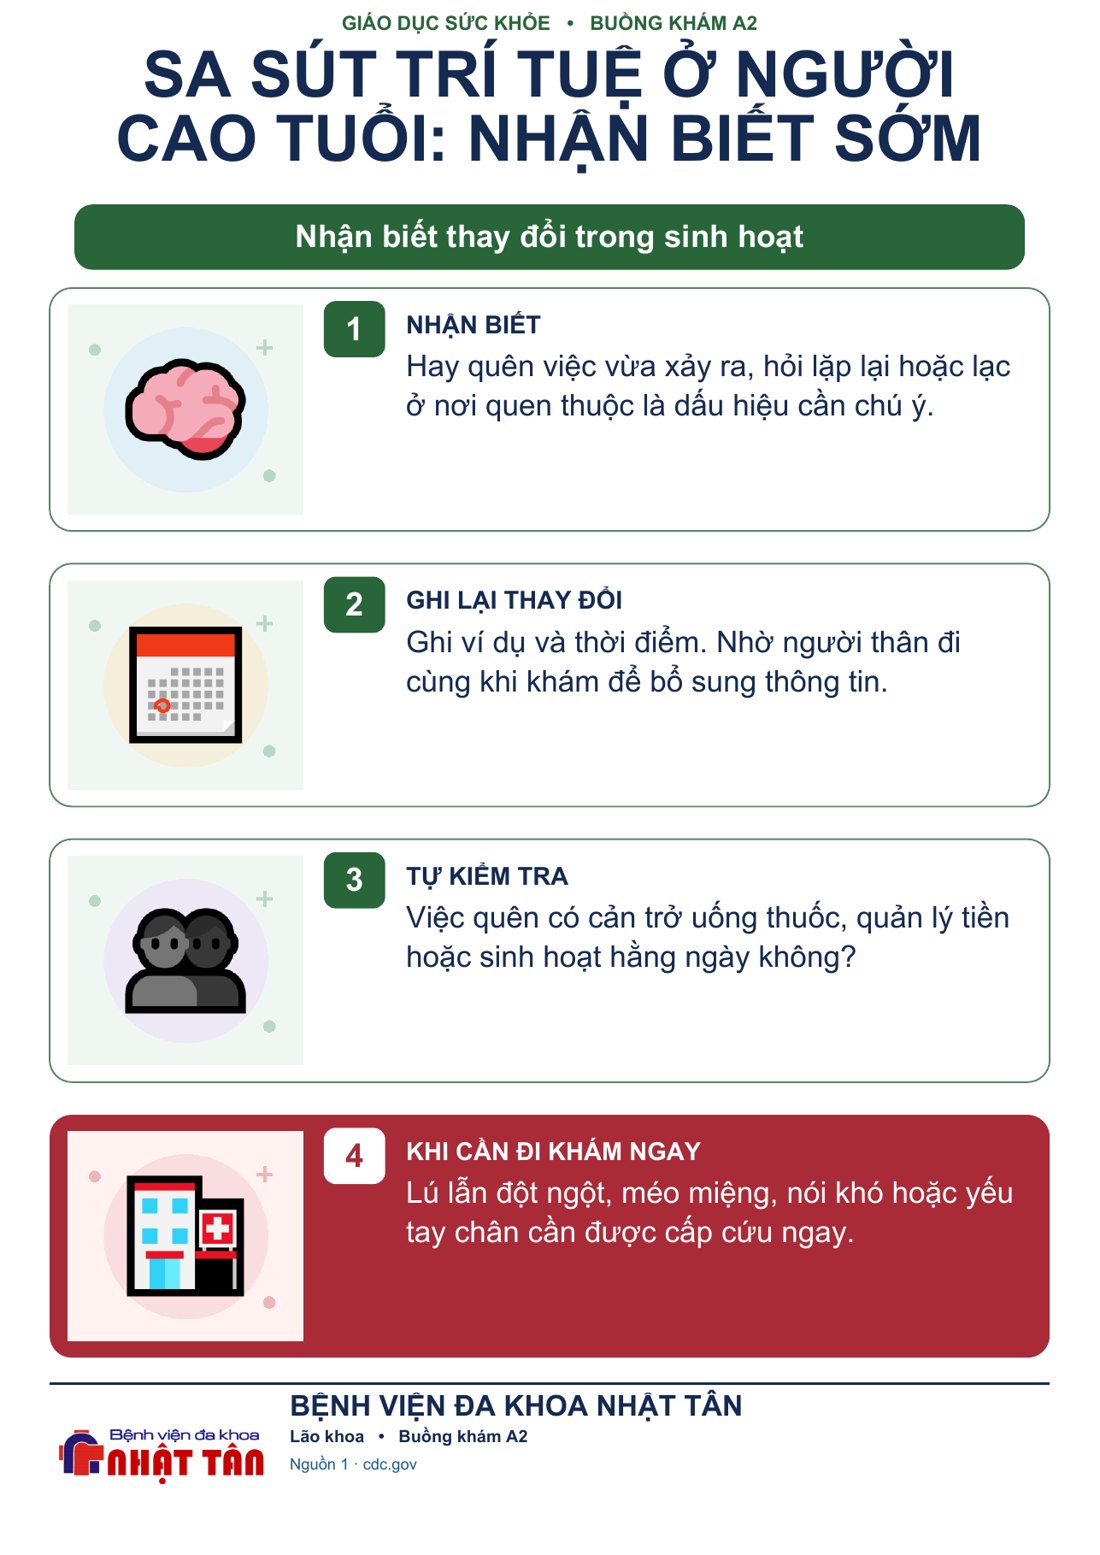 GIÁO DỤC SỨC KHỎE • BUỒNG KHÁM A2
SA SÚT TRÍ TUỆ Ở NGƯỜI
CAO TUỔI: NHẬN BIẾT SỚM
Nhận biết thay đổi trong sinh hoạt
1
NHẬN BIẾT
Hay quên việc vừa xảy ra, hỏi lặp lại hoặc lạc
ở nơi quen thuộc là dấu hiệu cần chú ý.
2
GHI LẠI THAY ĐỔI
Ghi ví dụ và thời điểm. Nhờ người thân đi
cùng khi khám để bổ sung thông tin.
3
TỰ KIỂM TRA
Việc quên có cản trở uống thuốc, quản lý tiền
hoặc sinh hoạt hằng ngày không?
4
KHI CẦN ĐI KHÁM NGAY
Lú lẫn đột ngột, méo miệng, nói khó hoặc yếu
tay chân cần được cấp cứu ngay.
Bệnh viện đa khoa
NHẬT TÂN
BỆNH VIỆN ĐA KHOA NHẬT TÂN
Lão khoa • Buồng khám A2
Nguồn 1 · cdc.gov